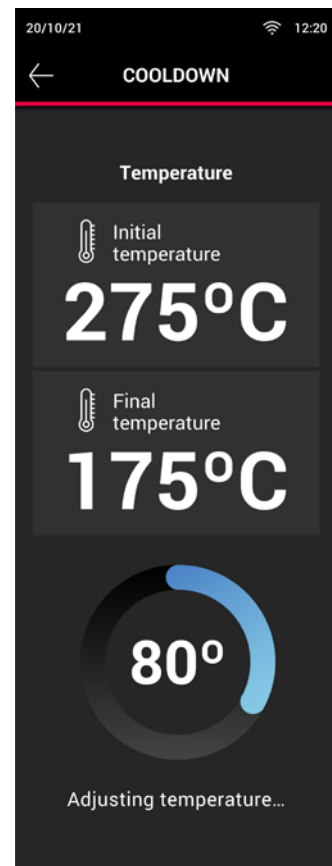 20/10/21 12:20
COOLDOWN
Temperature
Initial
temperature
275ºC
Final
temperature
175ºC
80º
Adjusting temperature...